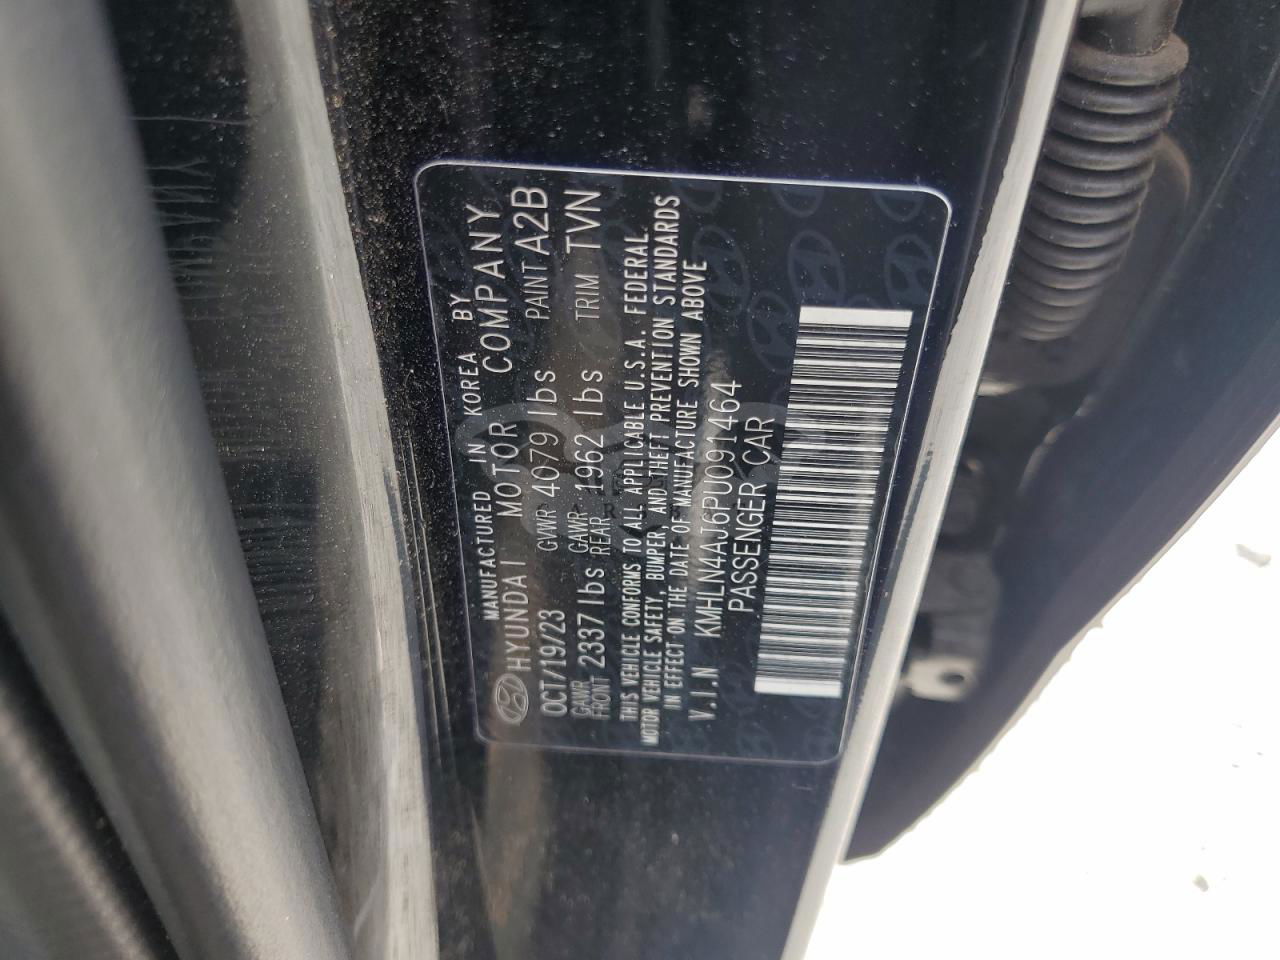 MANUFACTURED IN KOREA BY
HYUNDAI MOTOR COMPANY
OCT/19/23 GVWR 4079 lbs PAINT A2B
GAWR FRONT 2337 lbs GAWR REAR 1962 lbs TRIM TVN
THIS VEHICLE CONFORMS TO ALL APPLICABLE U.S.A. FEDERAL
MOTOR VEHICLE SAFETY, BUMPER, AND THEFT PREVENTION STANDARDS
IN EFFECT ON THE DATE OF MANUFACTURE SHOWN ABOVE
V.I.N KMHLN4AJ6PU091464
PASSENGER CAR